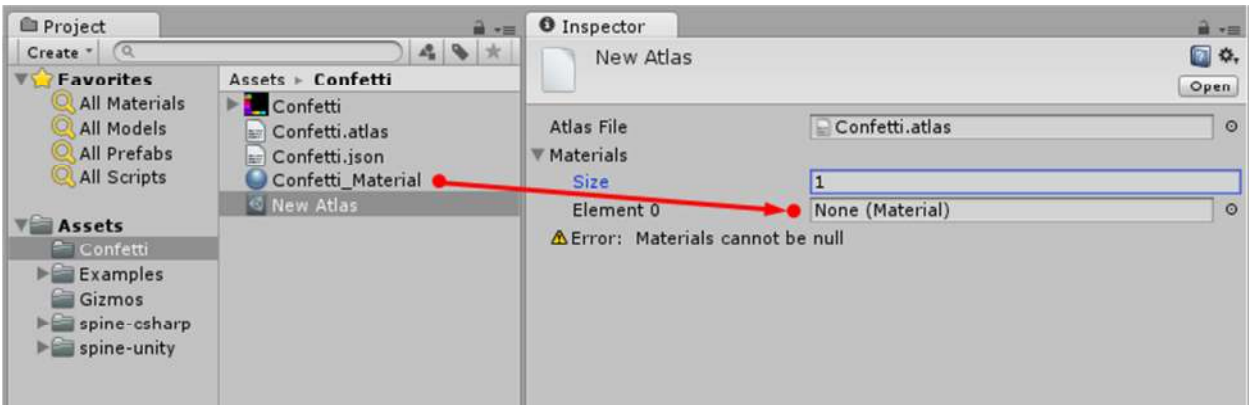 Project
Create
Favorites
All Materials
All Models
All Prefabs
All Scripts
Assets
Confetti
Examples
Gizmos
spine-csharp
spine-unity
Assets ▸ Confetti
Confetti
Confetti.atlas
Confetti.json
Confetti_Material
New Atlas
Inspector
New Atlas
Open
Atlas File Confetti.atlas
Materials
Size 1
Element 0 None (Material)
Error: Materials cannot be null